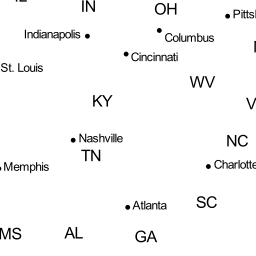 IN
OH
Indianapolis
Columbus
Cincinnati
St. Louis
WV
KY
Nashville
NC
TN
Memphis
Charlotte
Atlanta
SC
MS
AL
GA